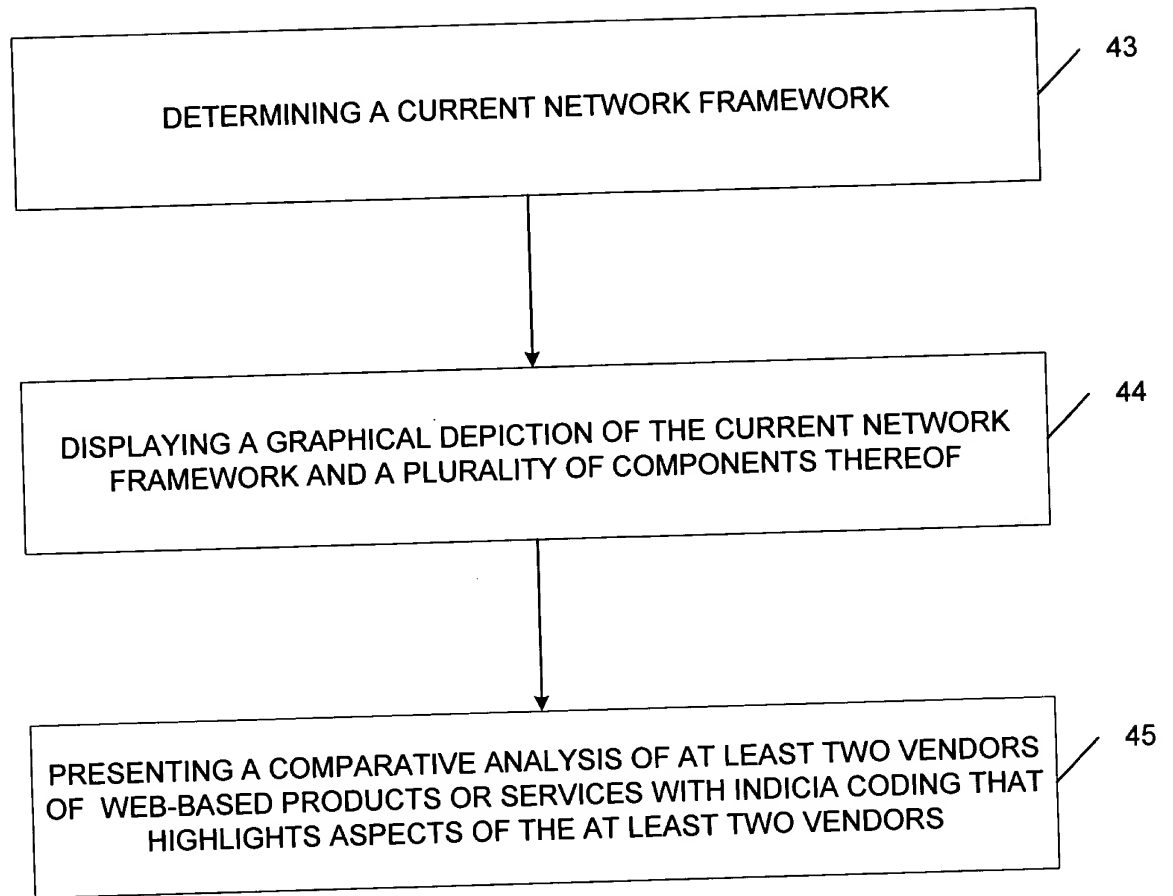 43
DETERMINING A CURRENT NETWORK FRAMEWORK
44
DISPLAYING A GRAPHICAL DEPICTION OF THE CURRENT NETWORK
FRAMEWORK AND A PLURALITY OF COMPONENTS THEREOF
45
PRESENTING A COMPARATIVE ANALYSIS OF AT LEAST TWO VENDORS
OF WEB-BASED PRODUCTS OR SERVICES WITH INDICIA CODING THAT
HIGHLIGHTS ASPECTS OF THE AT LEAST TWO VENDORS